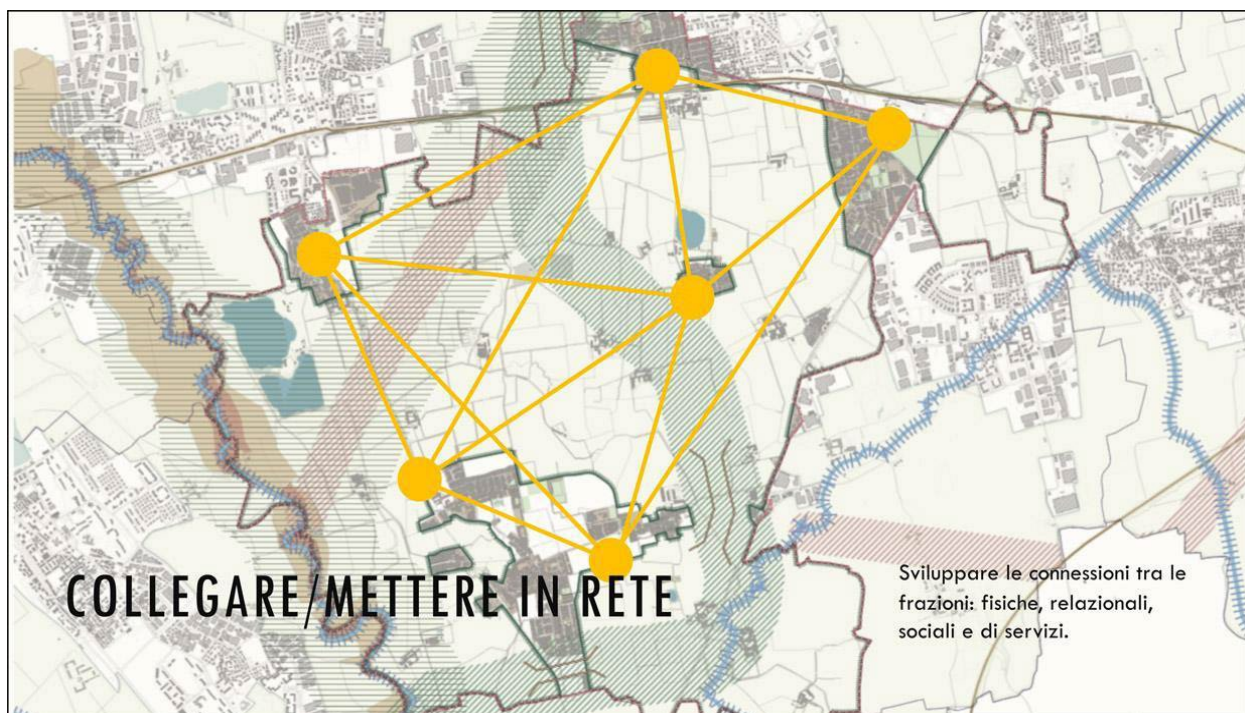 COLLEGARE/METTERE IN RETE
Sviluppare le connessioni tra le
frazioni: fisiche, relazionali,
sociali e di servizi.